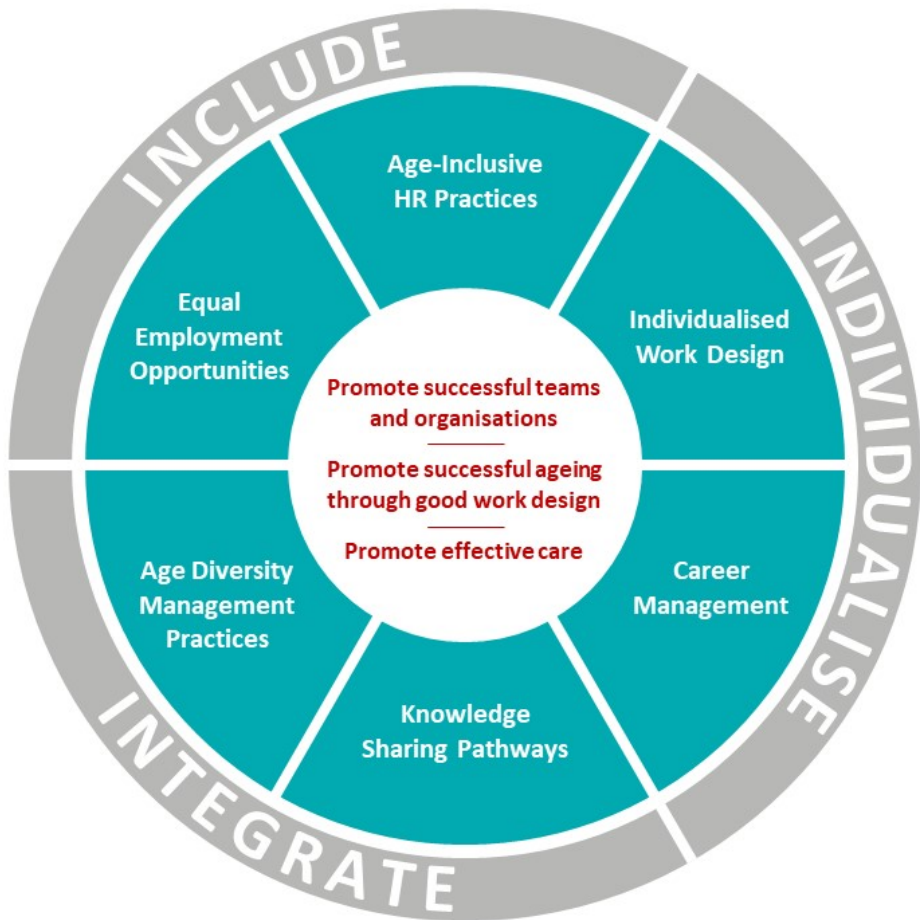 INCLUDE
Age-Inclusive
HR Practices
Equal
Employment
Opportunities
INDIVIDUALISE
Individualised
Work Design
Career
Management
INTEGRATE
Knowledge
Sharing Pathways
Age Diversity
Management
Practices
Promote successful teams
and organisations
Promote successful ageing
through good work design
Promote effective care